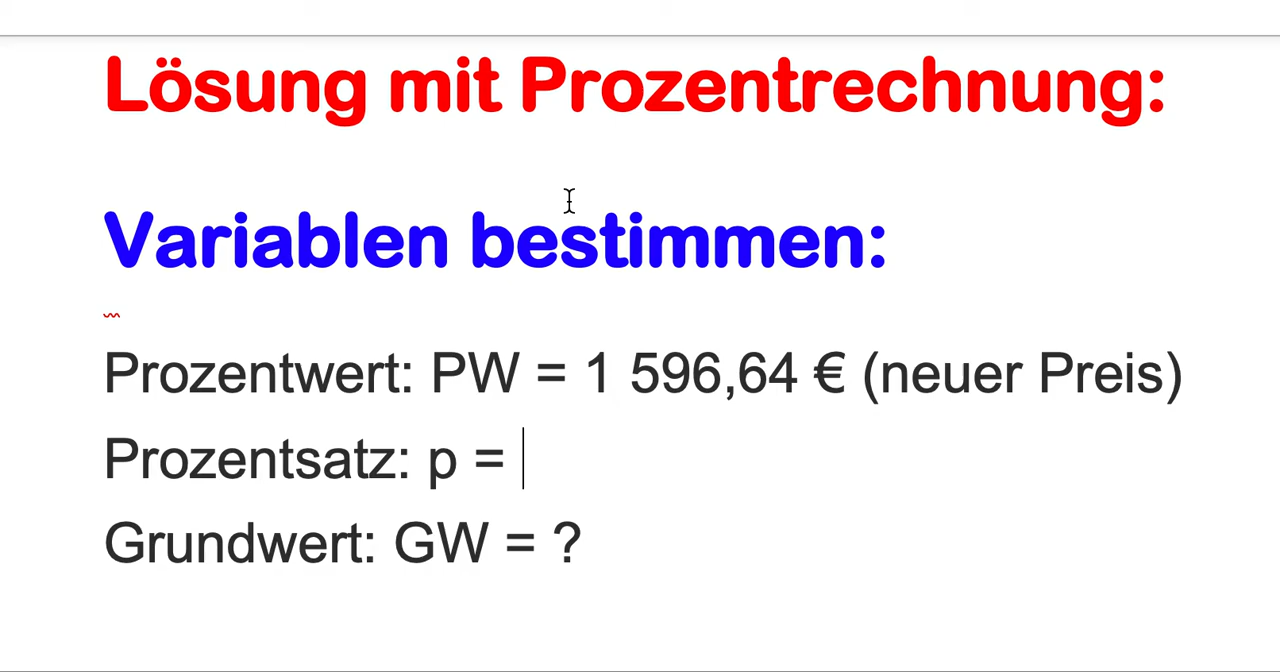 Lösung mit Prozentrechnung:
Variablen bestimmen:
Prozentwert: PW = 1 596,64 € (neuer Preis)
Prozentsatz: p =
Grundwert: GW = ?